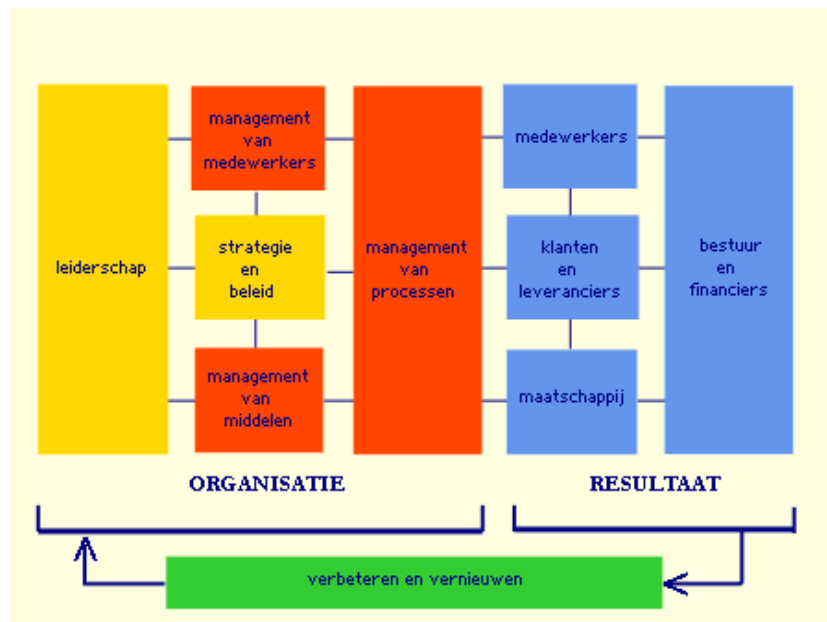 leiderschap
management
van
medewerkers
strategie
en
beleid
management
van
middelen
management
van
processen
medewerkers
klanten
en
leveranciers
maatschappij
bestuur
en
financiers
ORGANISATIE
RESULTAAT
verbeteren en vernieuwen